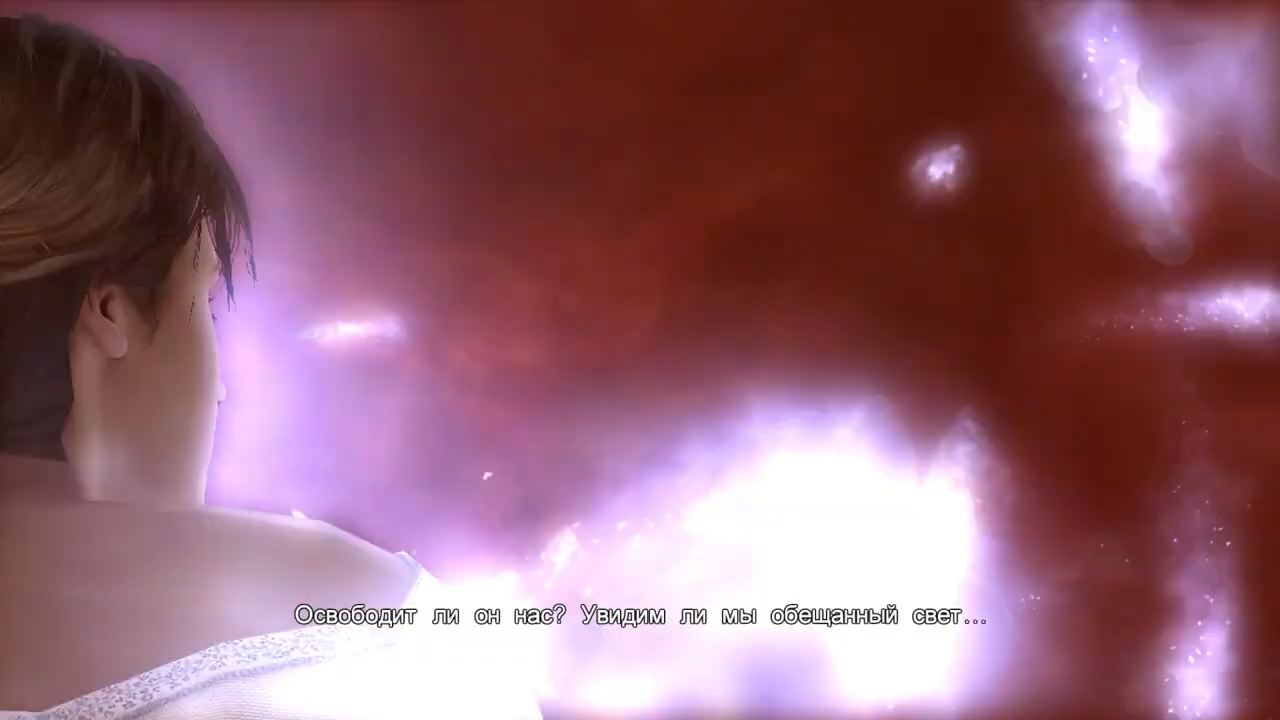 Освободит ли он нас? Увидим ли мы обещанный свет...